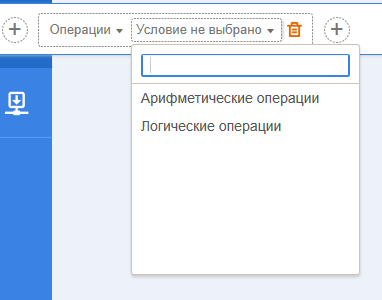 Операции Условие не выбрано
Арифметические операции
Логические операции